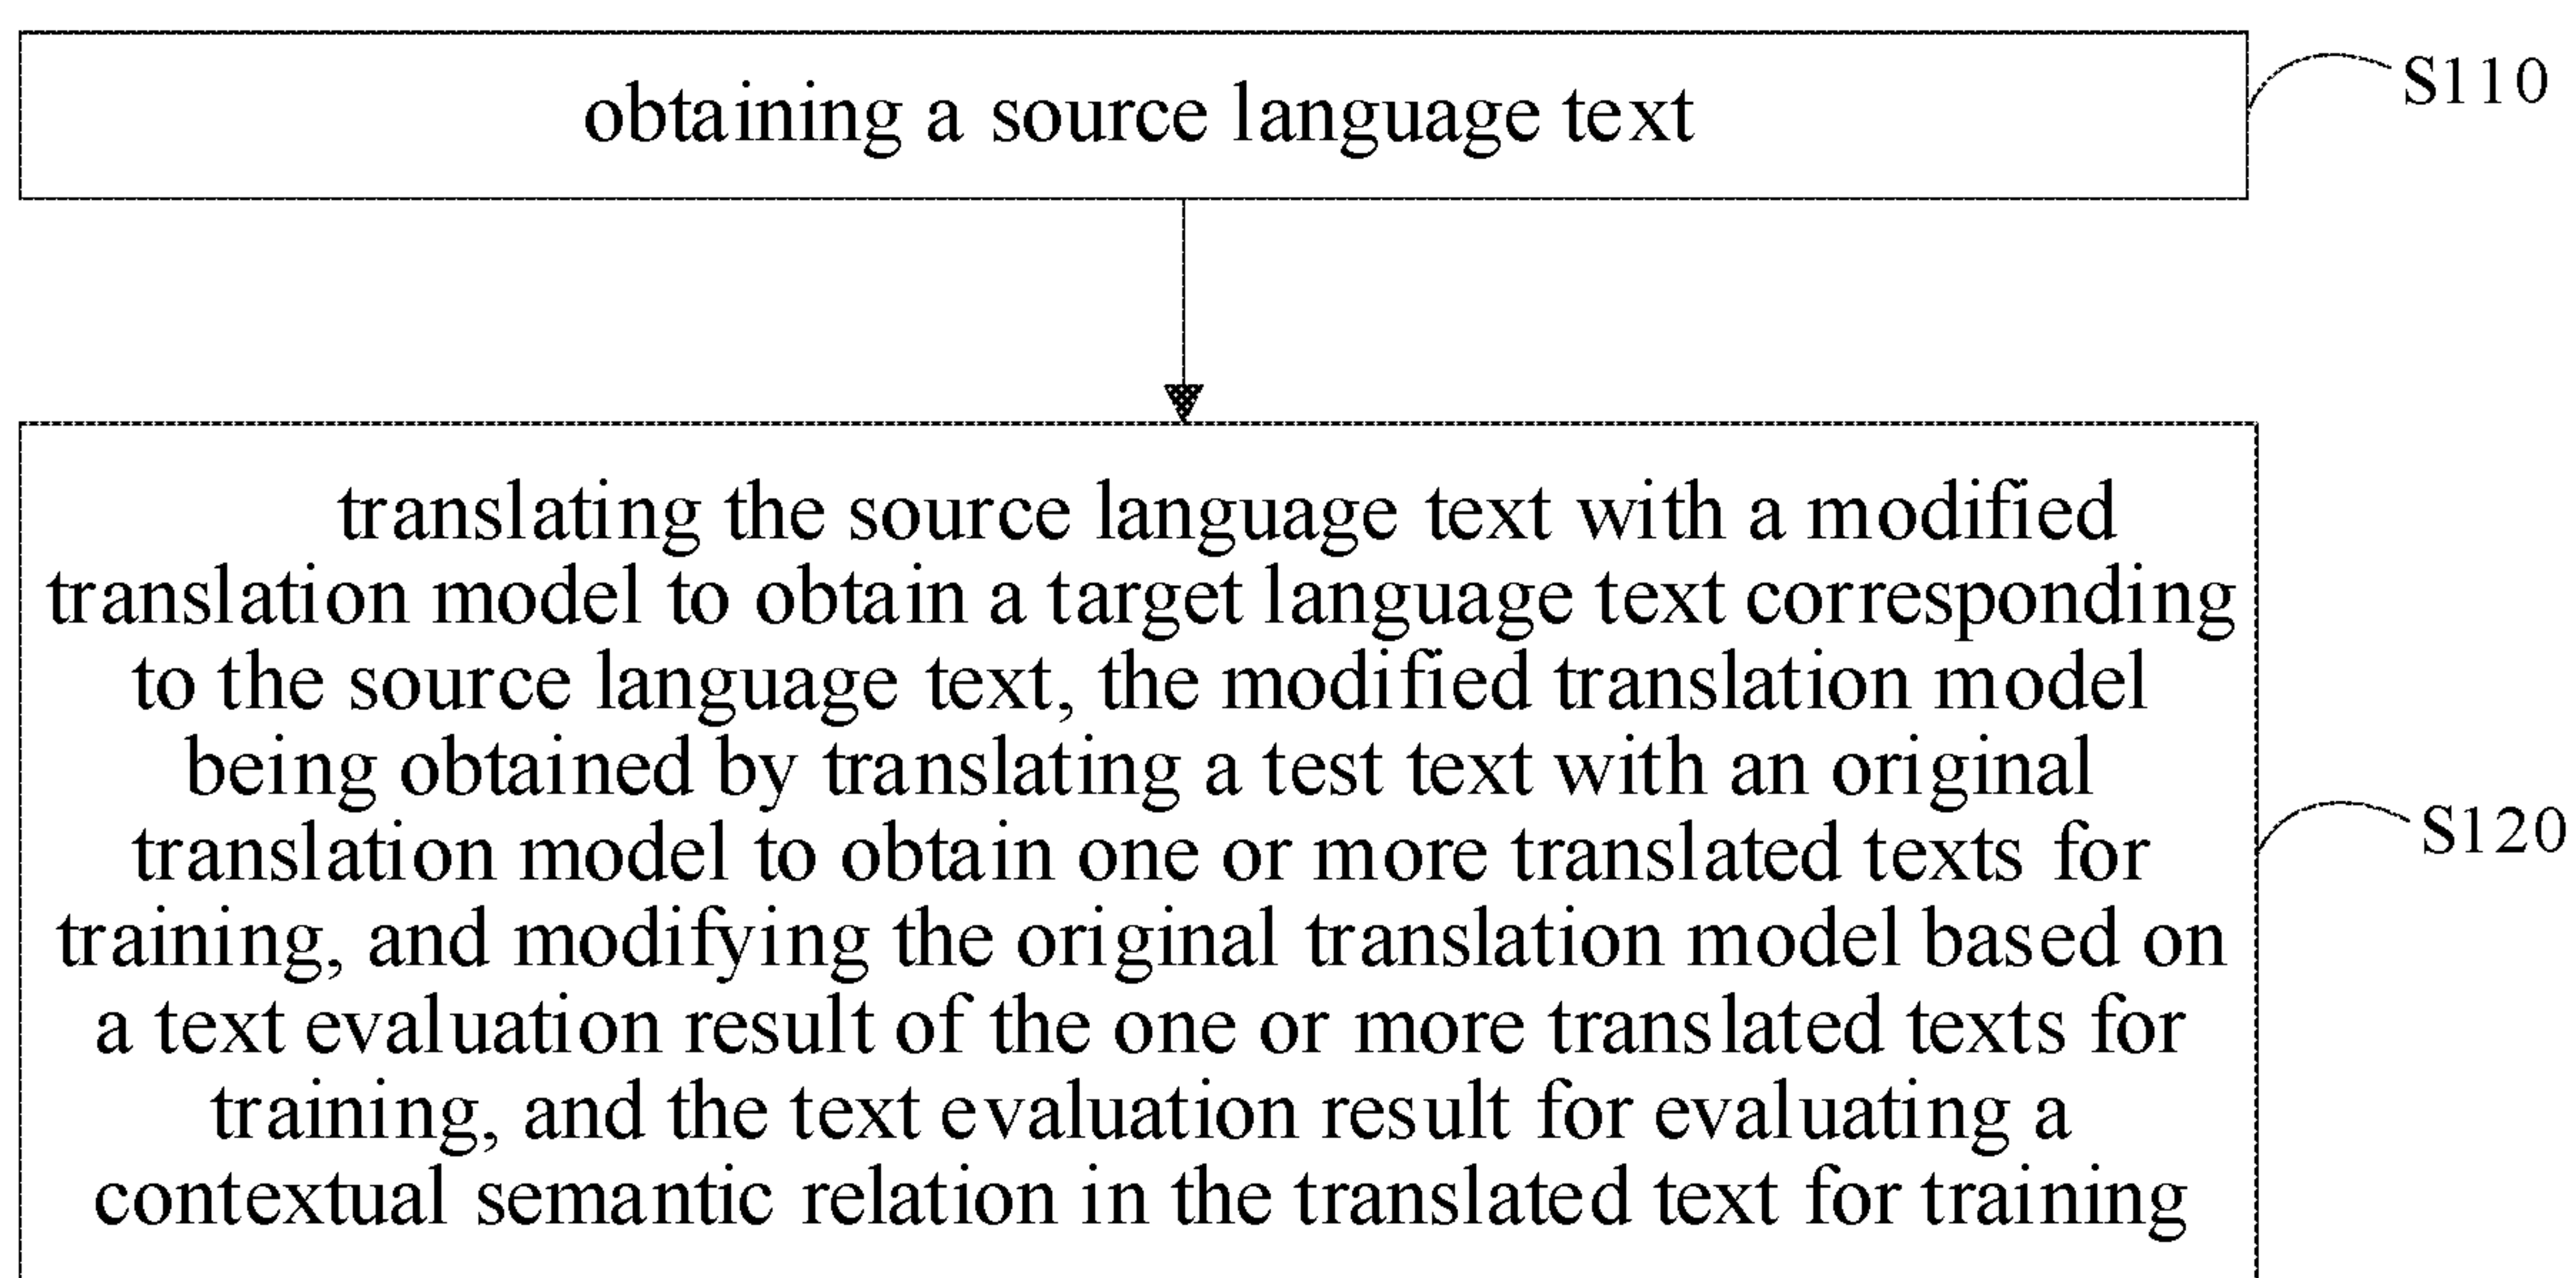 obtaining a source language text
S110
translating the source language text with a modified
translation model to obtain a target language text corresponding
to the source language text, the modified translation model
being obtained by translating a test text with an original
translation model to obtain one or more translated texts for
training, and modifying the original translation model based on
a text evaluation result of the one or more translated texts for
training, and the text evaluation result for evaluating a
contextual semantic relation in the translated text for training
S120